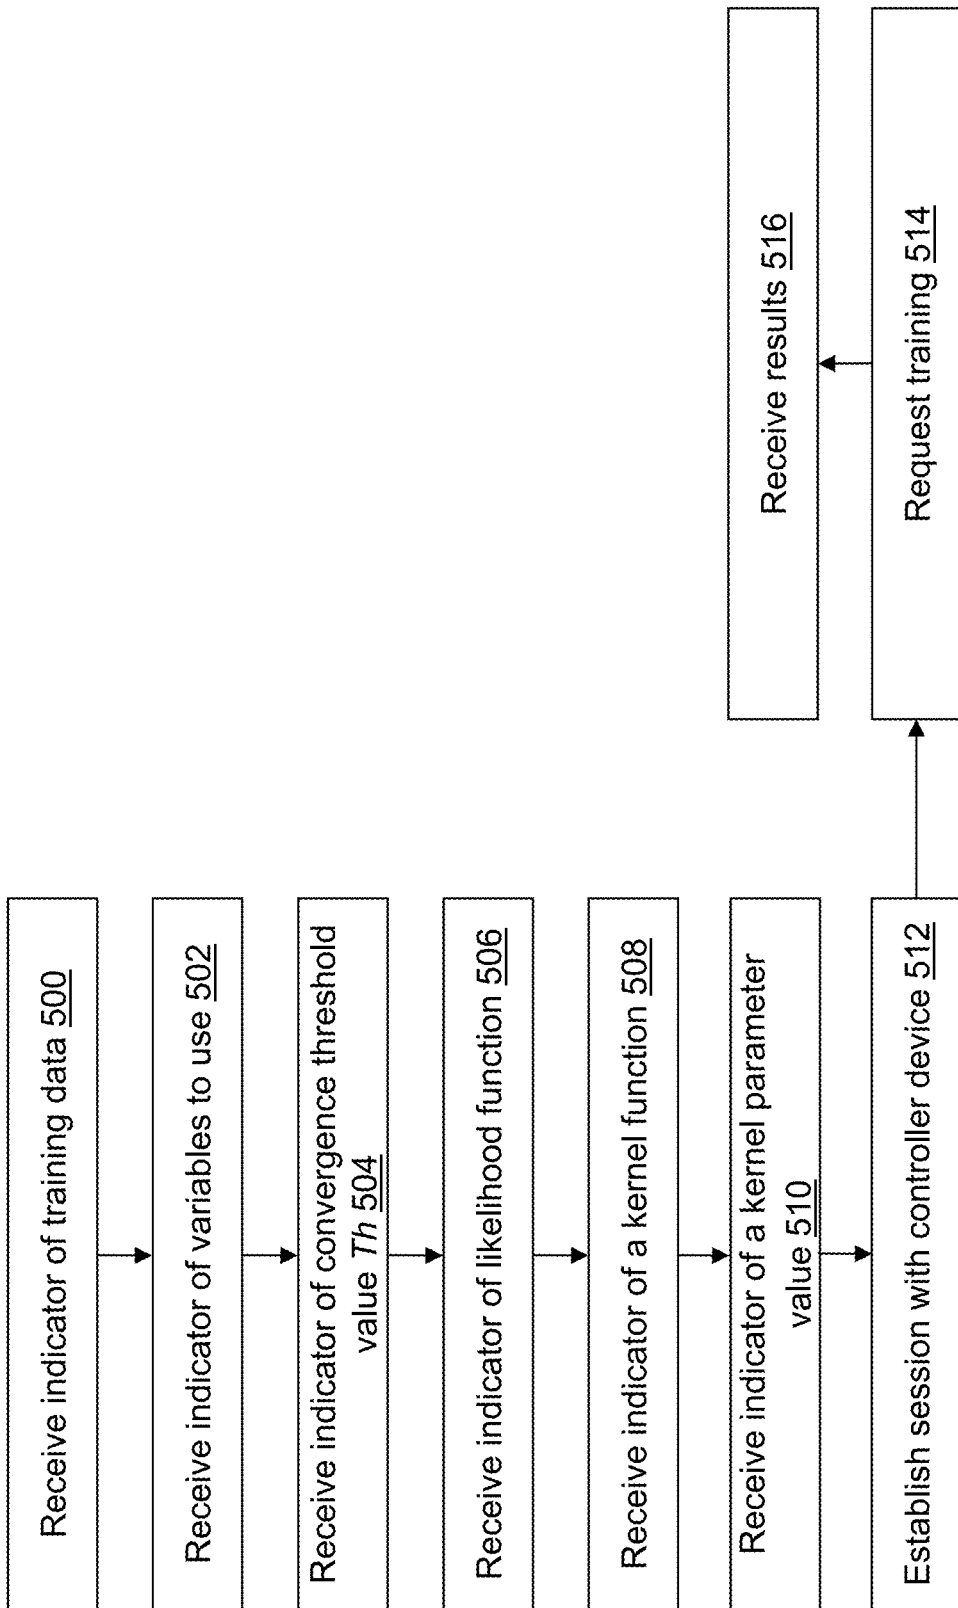 Receive indicator of training data 500
Receive indicator of variables to use 502
Receive indicator of convergence threshold
value Th 504
Receive indicator of likelihood function 506
Receive indicator of a kernel function 508
Receive indicator of a kernel parameter
value 510
Establish session with controller device 512
Request training 514
Receive results 516